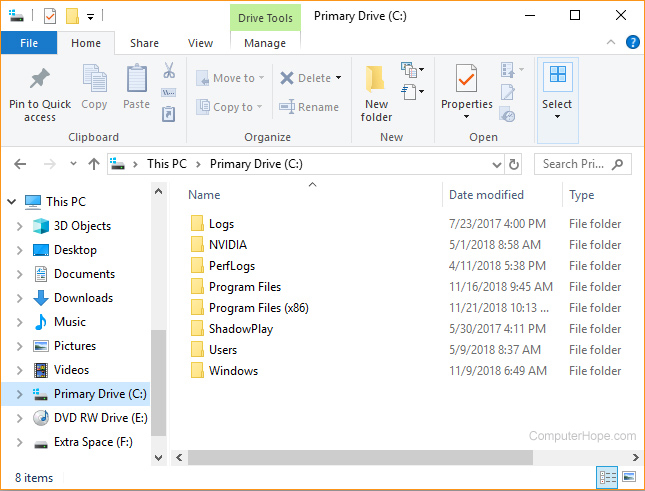 Drive Tools
Primary Drive (C:)
File
Home
Share
View
Manage
Pin to Quick access
Copy
Paste
Move to
Copy to
Delete
Rename
New folder
Properties
Select
Clipboard
Organize
New
Open
This PC > Primary Drive (C:)
Search Pri...
Name
Date modified
Type
This PC
3D Objects
Desktop
Documents
Downloads
Music
Pictures
Videos
Primary Drive (C:)
DVD RW Drive (E:)
Extra Space (F:)
Logs 7/23/2017 4:00 PM File folder
NVIDIA 5/1/2018 8:58 AM File folder
PerfLogs 4/11/2018 5:38 PM File folder
Program Files 11/16/2018 9:45 AM File folder
Program Files (x86) 11/21/2018 10:13 ... File folder
ShadowPlay 5/30/2017 4:11 PM File folder
Users 5/9/2018 8:37 AM File folder
Windows 11/9/2018 6:49 AM File folder
ComputerHope.com
8 items